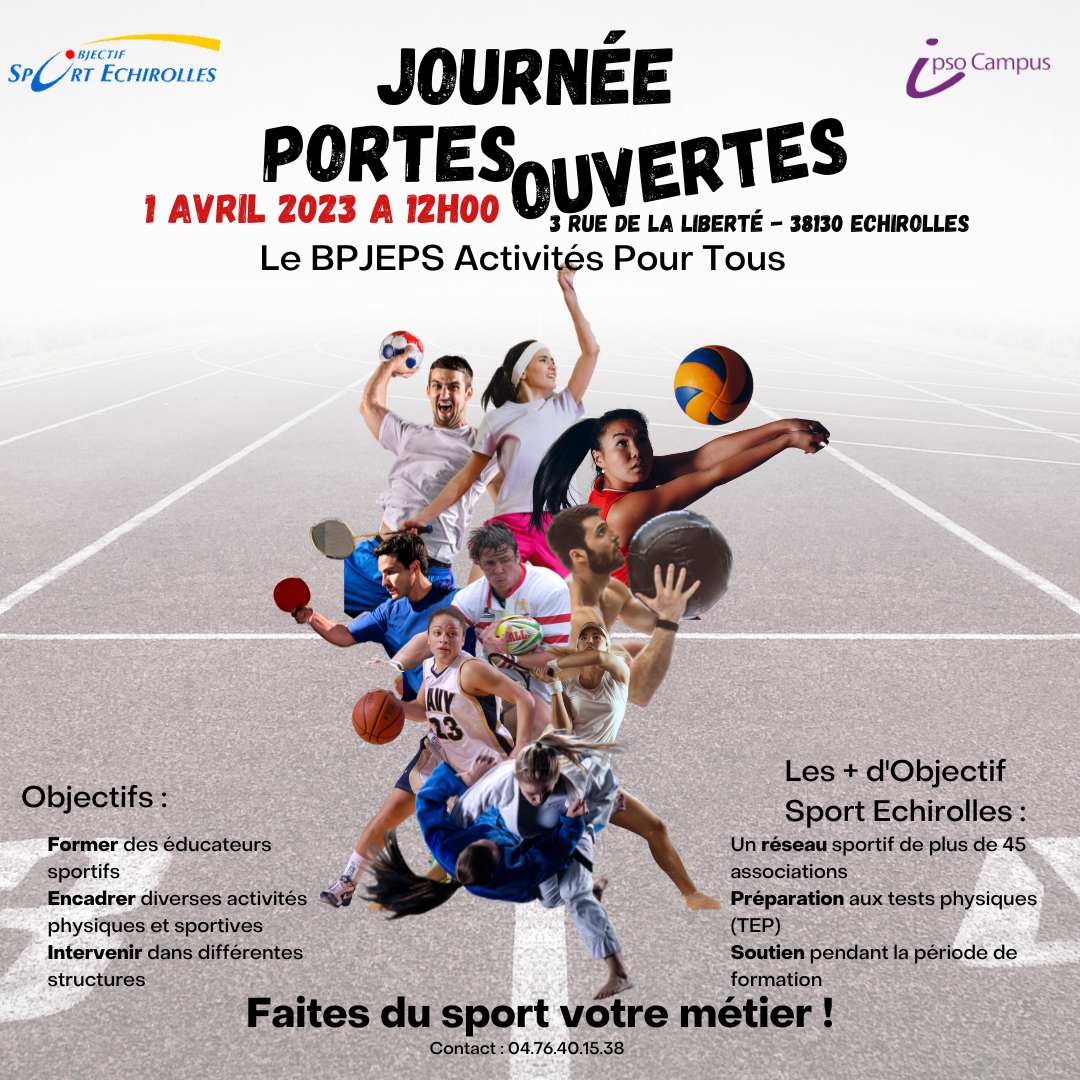 OBJECTIF
SPORT ECHIROLLES
ipso Campus
JOURNÉE
PORTES
OUVERTES
1 AVRIL 2023 A 12H00
3 RUE DE LA LIBERTÉ - 38130 ECHIROLLES
Le BPJEPS Activités Pour Tous
NAVY
23
Objectifs :
Former des éducateurs
sportifs
Encadrer diverses activités
physiques et sportives
Intervenir dans différentes
structures
Les + d'Objectif
Sport Echirolles :
Un réseau sportif de plus de 45
associations
Préparation aux tests physiques
(TEP)
Soutien pendant la période de
formation
Faites du sport votre métier !
Contact : 04.76.40.15.38